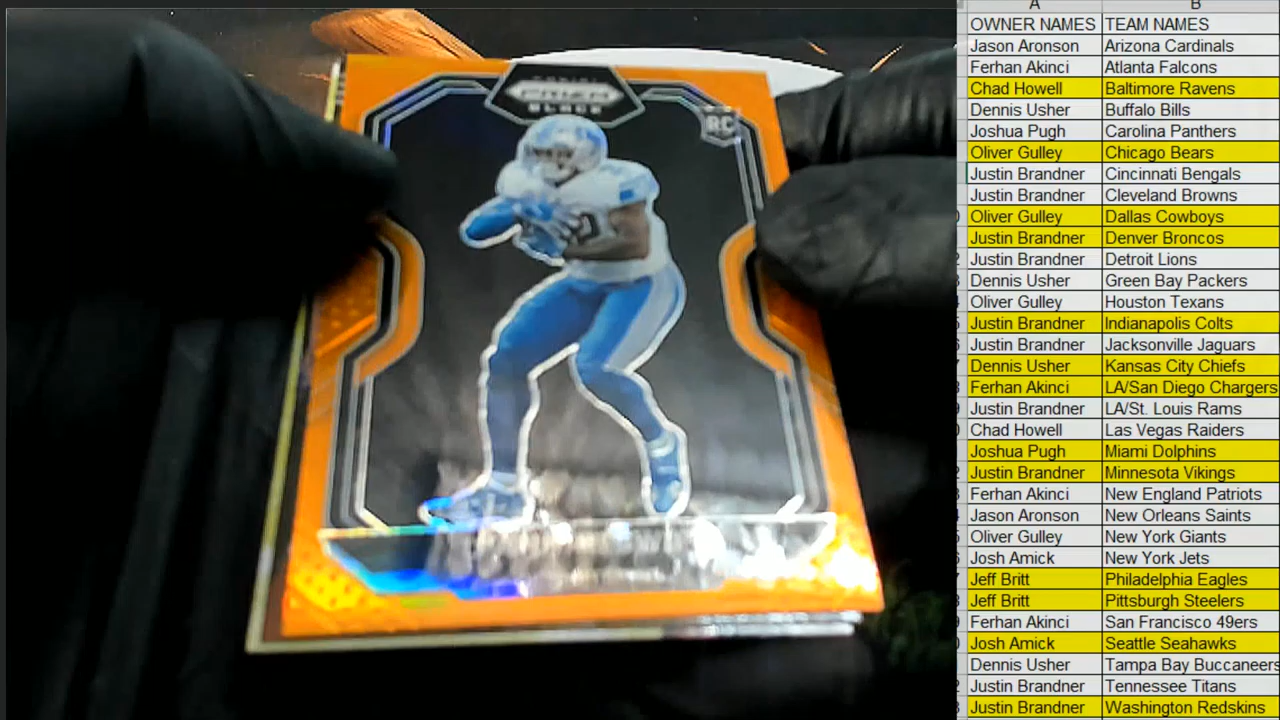 PANINI
PRIZM
BLACK
RC
A B
OWNER NAMES TEAM NAMES
Jason Aronson Arizona Cardinals
Ferhan Akinci Atlanta Falcons
Chad Howell Baltimore Ravens
Dennis Usher Buffalo Bills
Joshua Pugh Carolina Panthers
Oliver Gulley Chicago Bears
Justin Brandner Cincinnati Bengals
Justin Brandner Cleveland Browns
Oliver Gulley Dallas Cowboys
Justin Brandner Denver Broncos
Justin Brandner Detroit Lions
Dennis Usher Green Bay Packers
Oliver Gulley Houston Texans
Justin Brandner Indianapolis Colts
Justin Brandner Jacksonville Jaguars
Dennis Usher Kansas City Chiefs
Ferhan Akinci LA/San Diego Chargers
Justin Brandner LA/St. Louis Rams
Chad Howell Las Vegas Raiders
Joshua Pugh Miami Dolphins
Justin Brandner Minnesota Vikings
Ferhan Akinci New England Patriots
Jason Aronson New Orleans Saints
Oliver Gulley New York Giants
Josh Amick New York Jets
Jeff Britt Philadelphia Eagles
Jeff Britt Pittsburgh Steelers
Ferhan Akinci San Francisco 49ers
Josh Amick Seattle Seahawks
Dennis Usher Tampa Bay Buccaneers
Justin Brandner Tennessee Titans
Justin Brandner Washington Redskins